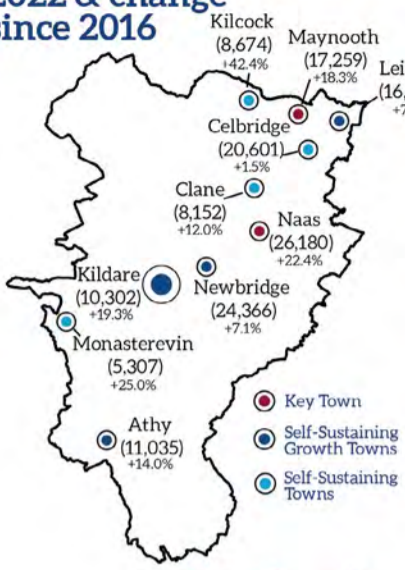 2022 & change
since 2016
Kilcock
(8,674)
+42.4%
Maynooth
(17,259)
+18.3%
Celbridge
(20,601)
+1.5%
Clane
(8,152)
+12.0%
Naas
(26,180)
+22.4%
Kildare
(10,302)
+19.3%
Newbridge
(24,366)
+7.1%
Monasterevin
(5,307)
+25.0%
Athy
(11,035)
+14.0%
Key Town
Self-Sustaining
Growth Towns
Self-Sustaining
Towns